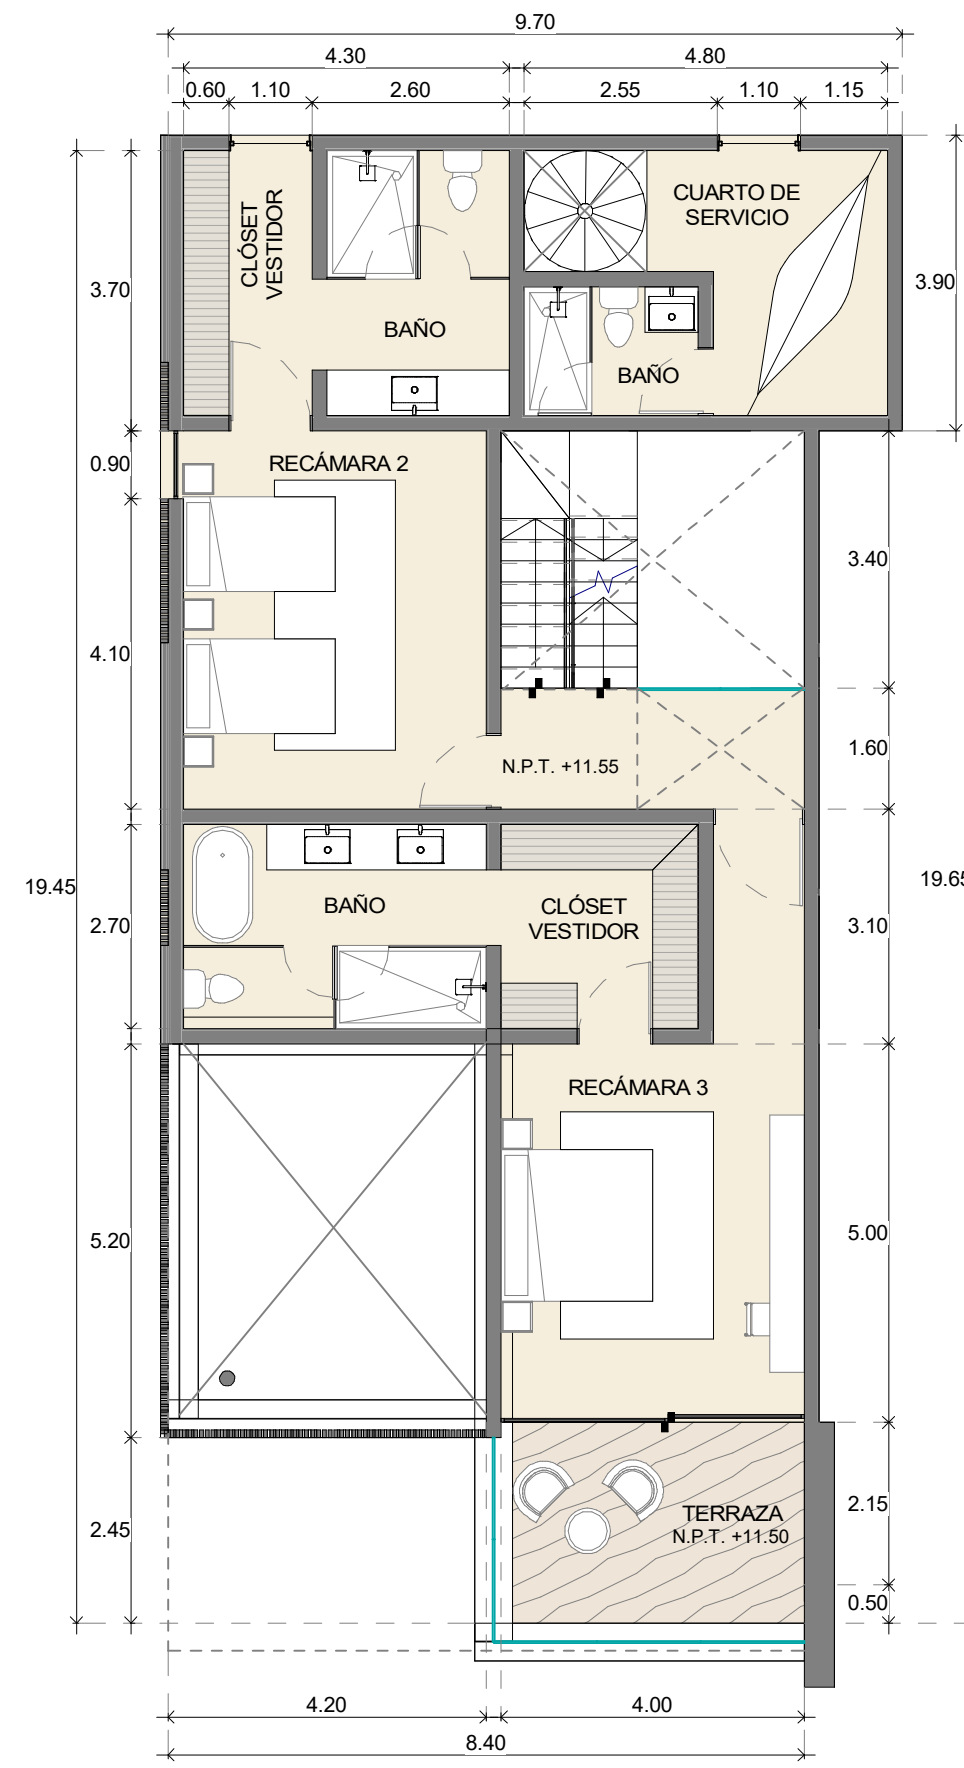 9.70
4.30
4.80
0.60
1.10
2.60
2.55
1.10
1.15
CLÓSET
VESTIDOR
CUARTO DE
SERVICIO
3.70
3.90
BAÑO
BAÑO
0.90
RECÁMARA 2
3.40
4.10
1.60
N.P.T. +11.55
19.45
19.65
2.70
BAÑO
CLÓSET
VESTIDOR
3.10
RECÁMARA 3
5.20
5.00
2.45
TERRAZA
N.P.T. +11.50
2.15
0.50
4.20
4.00
8.40